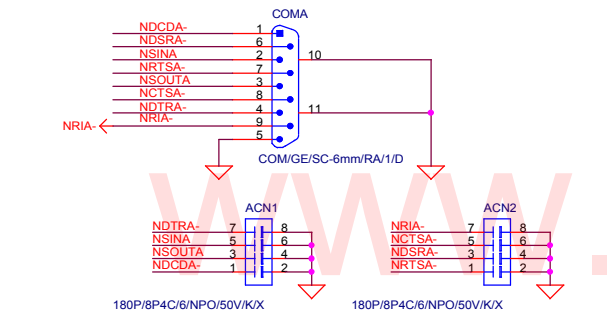 COMA
NDCDA- 1
NDSRA- 6
NSINA 2 10
NRTSA- 7
NSOUTA 3
NCTSA- 8
NDTRA- 4 11
NRIA- NRIA- 9
5
COM/GE/SC-6mm/RA/1/D
WWW.
ACN1
NDTRA- 7 8
NSINA 5 6
NSOUTA 3 4
NDCDA- 1 2
180P/8P4C/6/NPO/50V/K/X
ACN2
NRIA- 7 8
NCTSA- 5 6
NDSRA- 3 4
NRTSA- 1 2
180P/8P4C/6/NPO/50V/K/X